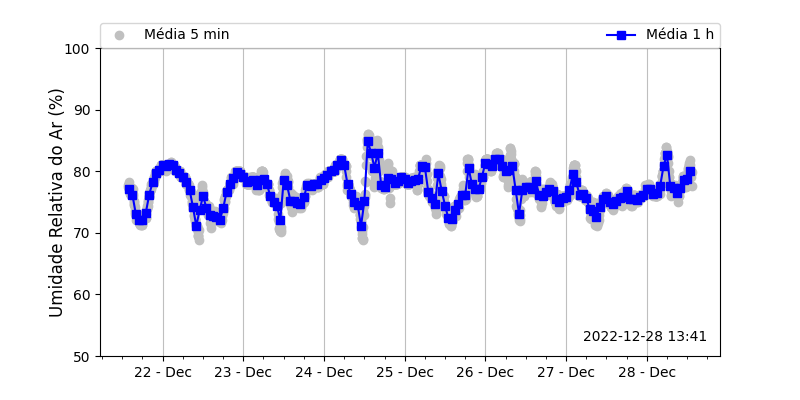 Média 5 min
Média 1 h
Umidade Relativa do Ar (%)
100
90
80
70
60
50
2022-12-28 13:41
22 - Dec
23 - Dec
24 - Dec
25 - Dec
26 - Dec
27 - Dec
28 - Dec